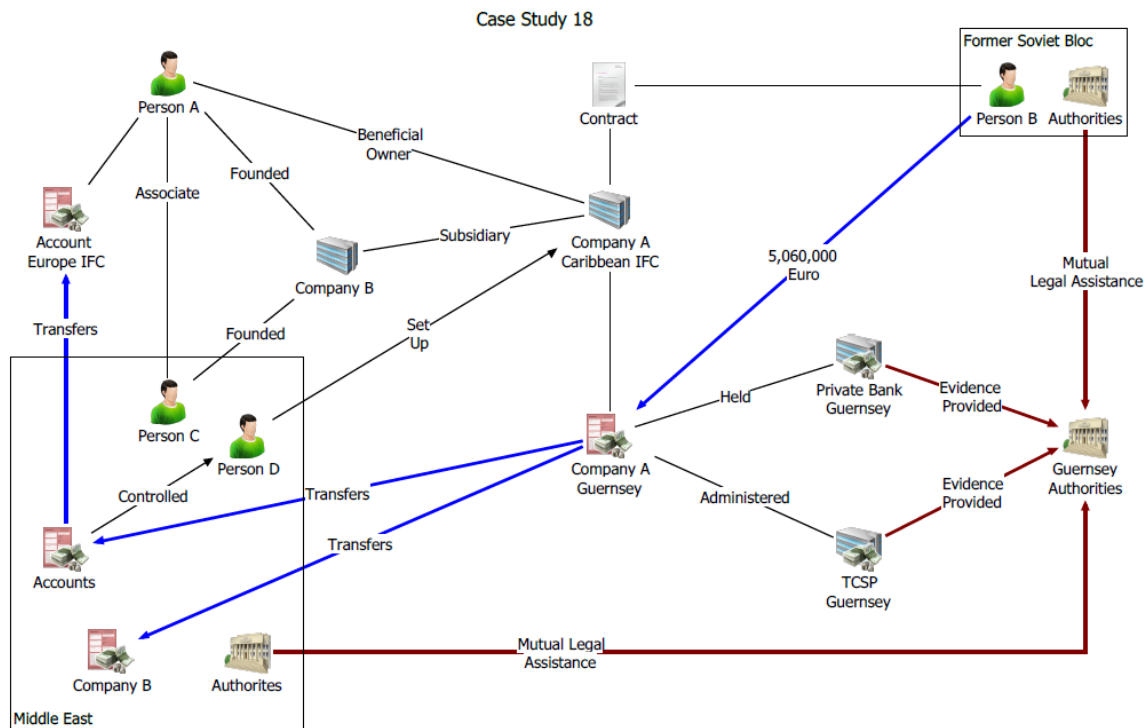 Case Study 18
Former Soviet Bloc
Person A
Contract
Person B
Authorities
Beneficial
Owner
Founded
Associate
Account
Europe IFC
Subsidiary
Company A
Caribbean IFC
Company B
5,060,000
Euro
Mutual
Legal Assistance
Transfers
Founded
Set
Up
Person C
Person D
Held
Private Bank
Guernsey
Evidence
Provided
Company A
Guernsey
Guernsey
Authorities
Controlled
Transfers
Administered
Evidence
Provided
Accounts
Transfers
TCSP
Guernsey
Company B
Authorites
Mutual Legal
Assistance
Middle East